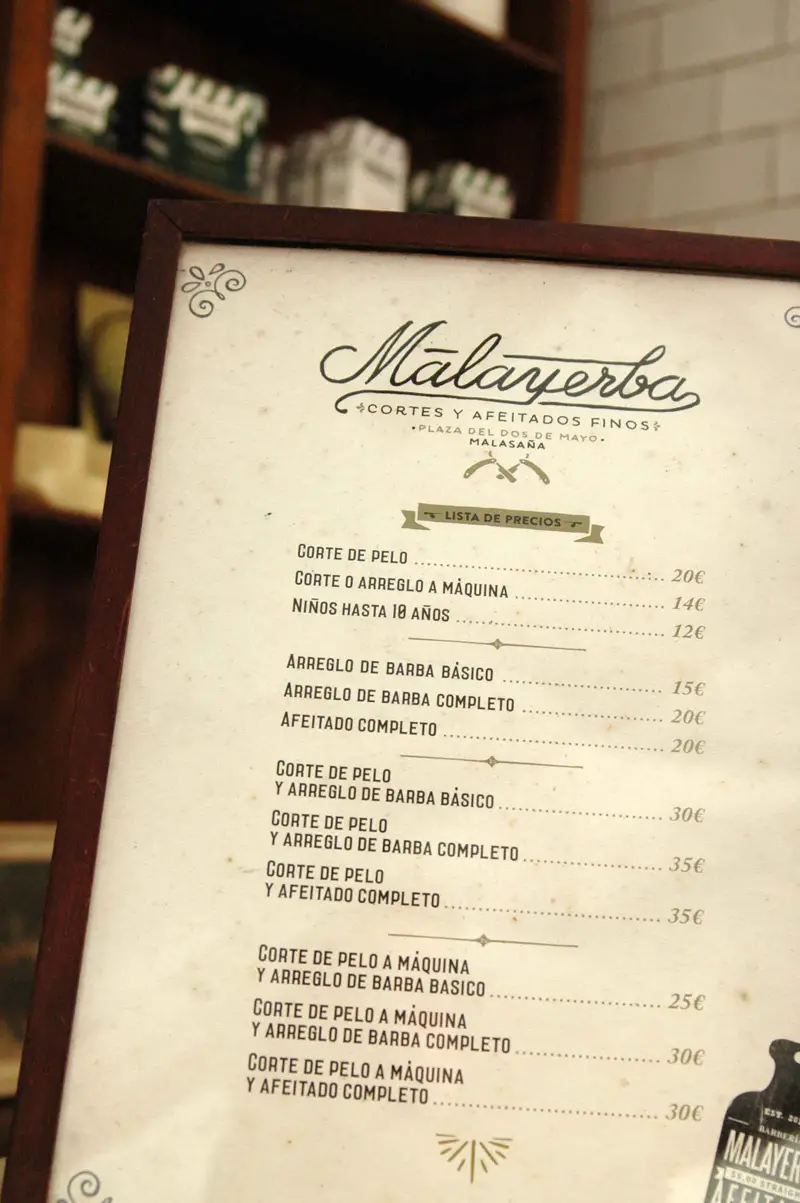 Malayerba
CORTES Y AFEITADOS FINOS
•PLAZA DEL DOS DE MAYO•
MALASAÑA
LISTA DE PRECIOS
CORTE DE PELO 20€
CORTE O ARREGLO A MÁQUINA 14€
NIÑOS HASTA 10 AÑOS 12€
ARREGLO DE BARBA BÁSICO 15€
ARREGLO DE BARBA COMPLETO 20€
AFEITADO COMPLETO 20€
CORTE DE PELO
Y ARREGLO DE BARBA BÁSICO 30€
CORTE DE PELO
Y ARREGLO DE BARBA COMPLETO 35€
CORTE DE PELO
Y AFEITADO COMPLETO 35€
CORTE DE PELO A MÁQUINA
Y ARREGLO DE BARBA BASICO 25€
CORTE DE PELO A MÁQUINA
Y ARREGLO DE BARBA COMPLETO 30€
CORTE DE PELO A MÁQUINA
Y AFEITADO COMPLETO 30€
EST. 20
BARBERÍ
MALAYER